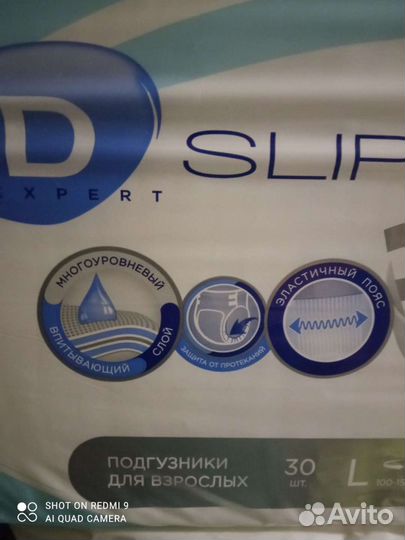 D
EXPERT
SLIP
МНОГОУРОВНЕВЫЙ
ВПИТЫВАЮЩИЙ СЛОЙ
ЗАЩИТА ОТ ПРОТЕКАНИЙ
ЭЛАСТИЧНЫЙ ПОЯС
ПОДГУЗНИКИ
ДЛЯ ВЗРОСЛЫХ
30
ШТ.
L
SHOT ON REDMI 9
AI QUAD CAMERA
Avito